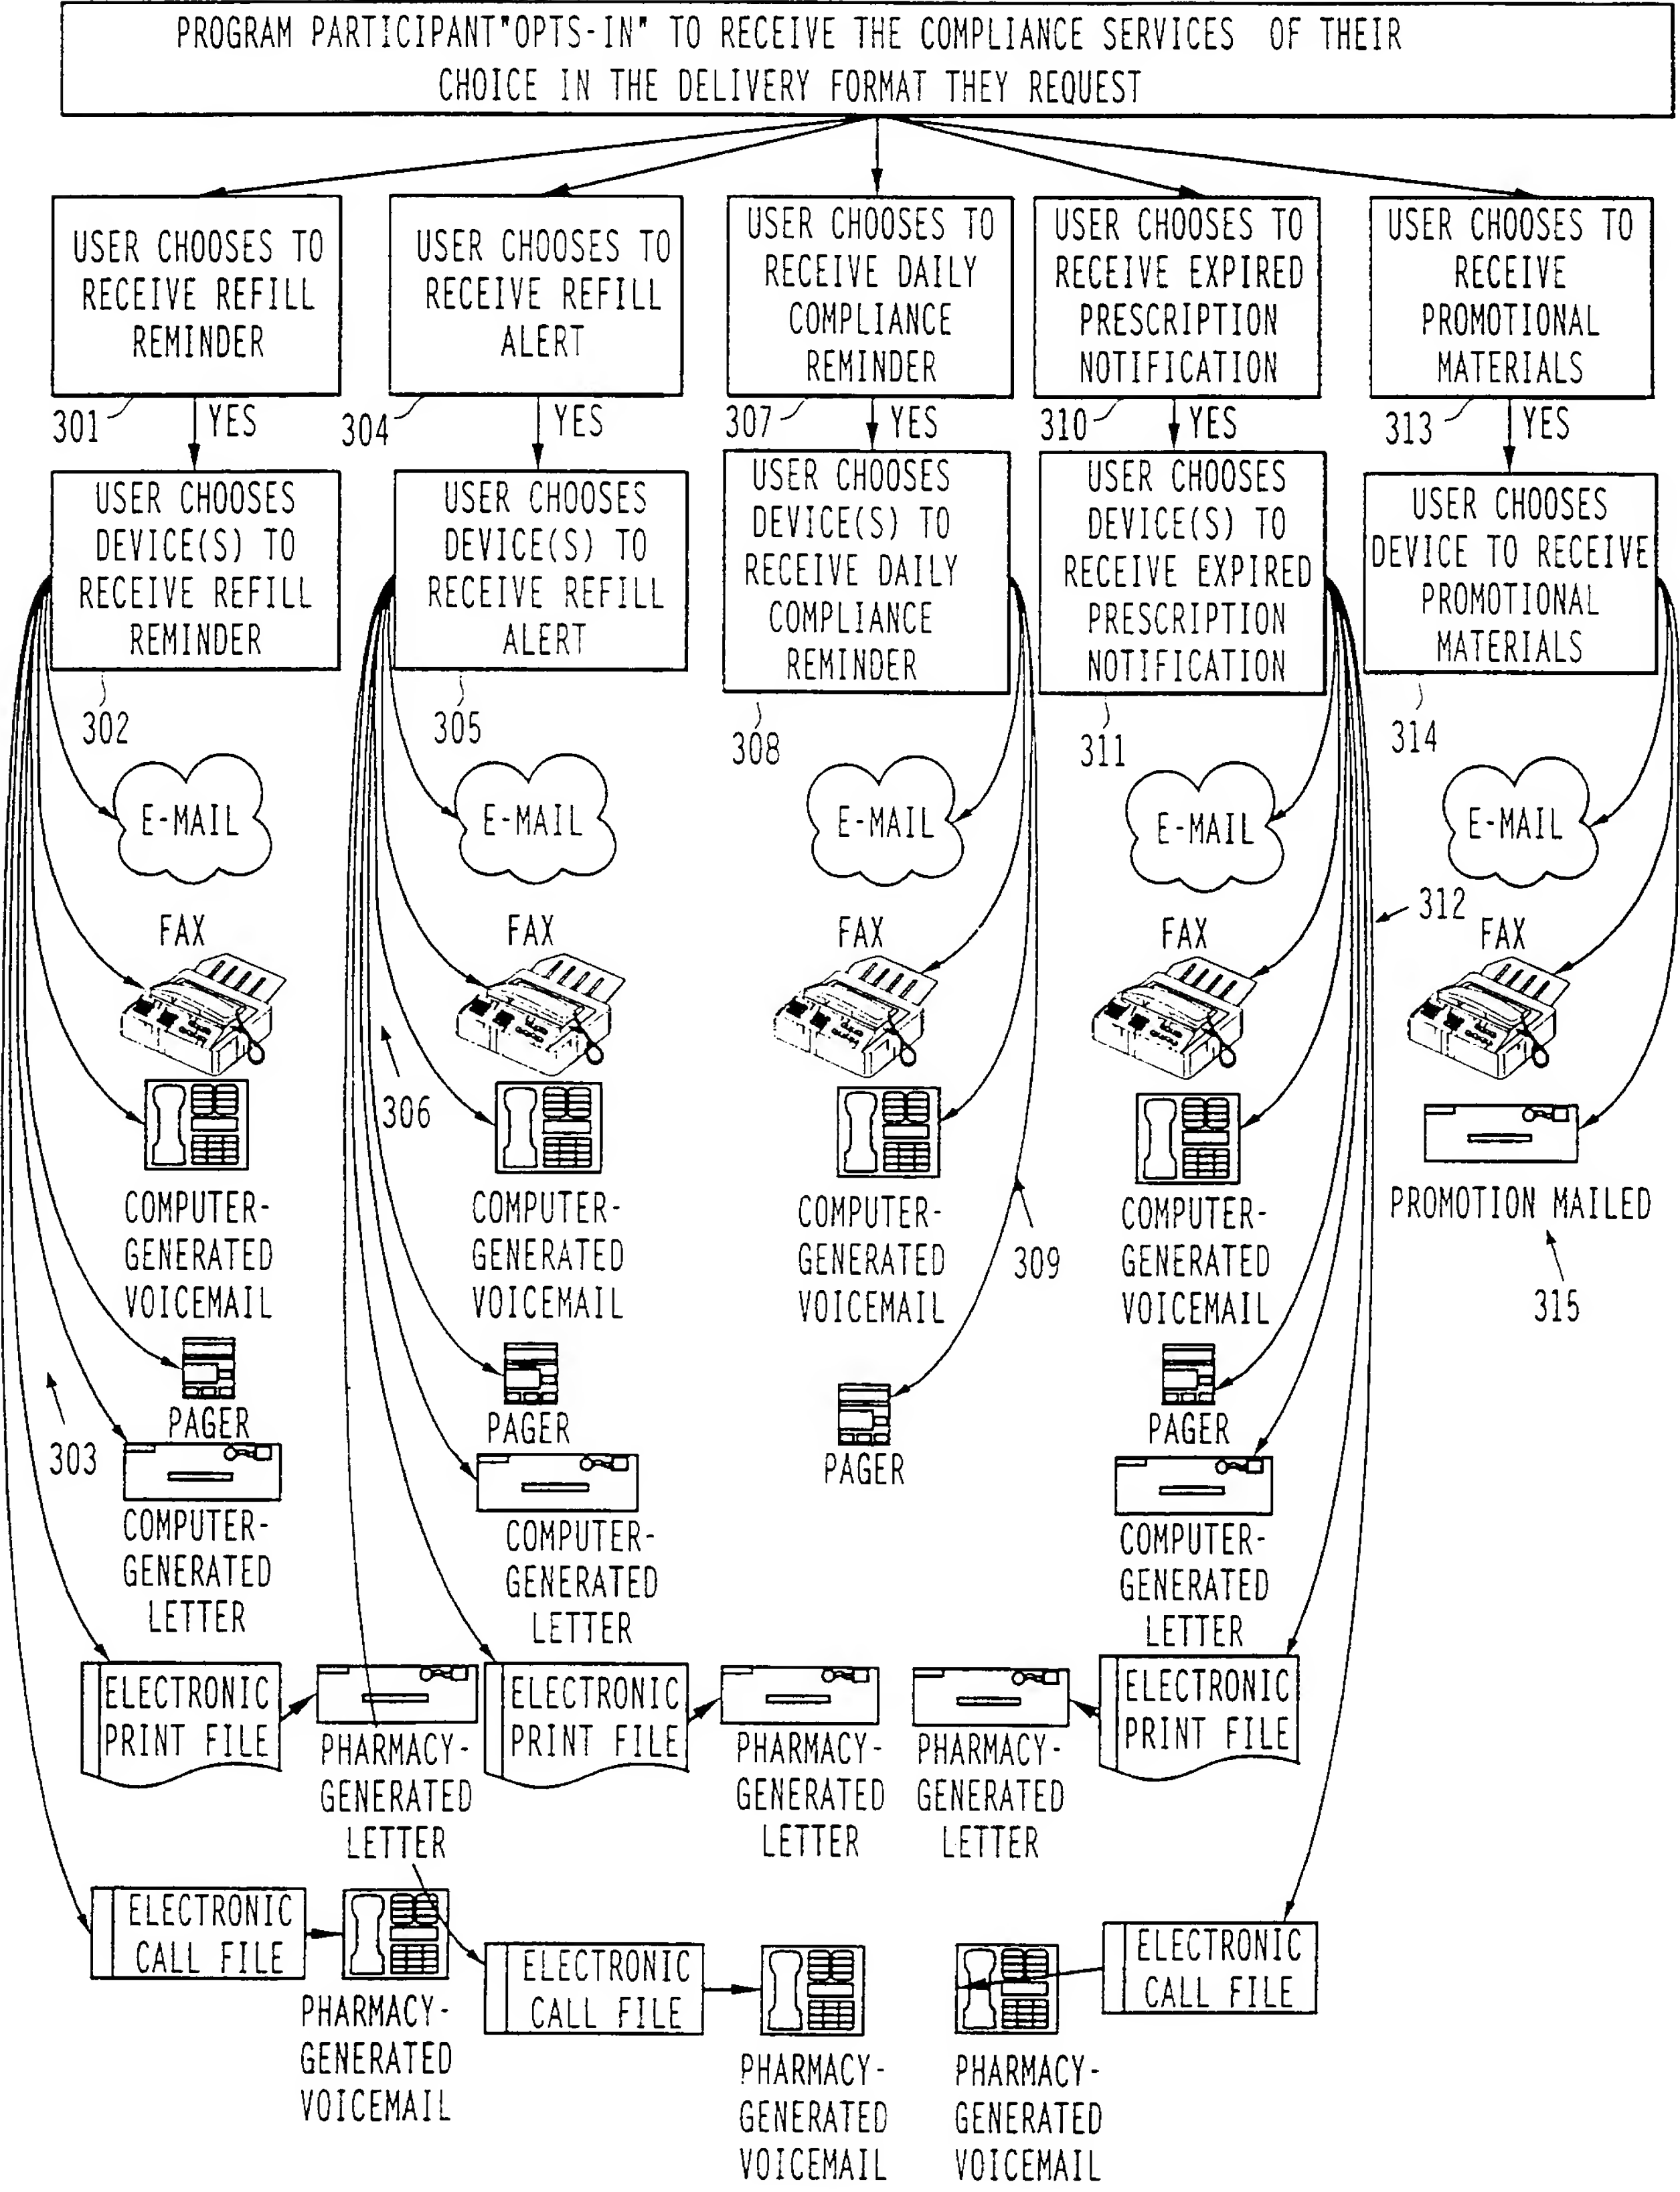 PROGRAM PARTICIPANT"OPTS-IN" TO RECEIVE THE COMPLIANCE SERVICES OF THEIR
CHOICE IN THE DELIVERY FORMAT THEY REQUEST
USER CHOOSES TO
RECEIVE REFILL
REMINDER
301
YES
USER CHOOSES TO
RECEIVE REFILL
ALERT
304
YES
USER CHOOSES TO
RECEIVE DAILY
COMPLIANCE
REMINDER
307
YES
USER CHOOSES TO
RECEIVE EXPIRED
PRESCRIPTION
NOTIFICATION
310
YES
USER CHOOSES TO
RECEIVE
PROMOTIONAL
MATERIALS
313
YES
USER CHOOSES
DEVICE(S) TO
RECEIVE REFILL
REMINDER
302
USER CHOOSES
DEVICE(S) TO
RECEIVE REFILL
ALERT
305
USER CHOOSES
DEVICE(S) TO
RECEIVE DAILY
COMPLIANCE
REMINDER
308
USER CHOOSES
DEVICE(S) TO
RECEIVE EXPIRED
PRESCRIPTION
NOTIFICATION
311
USER CHOOSES
DEVICE TO RECEIVE
PROMOTIONAL
MATERIALS
314
E-MAIL
E-MAIL
E-MAIL
E-MAIL
E-MAIL
312
FAX
FAX
FAX
FAX
FAX
306
COMPUTER-
GENERATED
VOICEMAIL
COMPUTER-
GENERATED
VOICEMAIL
COMPUTER-
GENERATED
VOICEMAIL
309
COMPUTER-
GENERATED
VOICEMAIL
PROMOTION MAILED
315
PAGER
PAGER
PAGER
PAGER
303
COMPUTER-
GENERATED
LETTER
COMPUTER-
GENERATED
LETTER
COMPUTER-
GENERATED
LETTER
ELECTRONIC
PRINT FILE
PHARMACY-
GENERATED
LETTER
ELECTRONIC
PRINT FILE
PHARMACY-
GENERATED
LETTER
PHARMACY-
GENERATED
LETTER
ELECTRONIC
PRINT FILE
ELECTRONIC
CALL FILE
PHARMACY-
GENERATED
VOICEMAIL
ELECTRONIC
CALL FILE
PHARMACY-
GENERATED
VOICEMAIL
PHARMACY-
GENERATED
VOICEMAIL
ELECTRONIC
CALL FILE